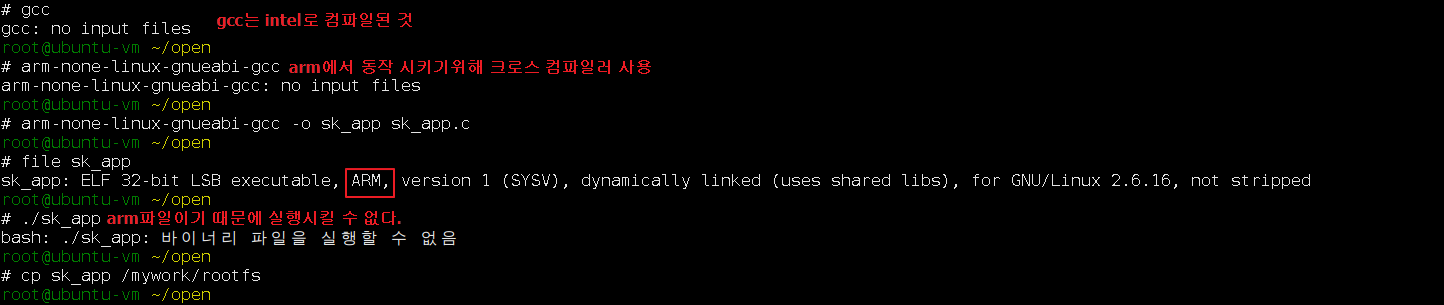 # gcc
gcc: no input files
gcc는 intel로 컴파일된 것
root@ubuntu-vm ~/open
# arm-none-linux-gnueabi-gcc arm에서 동작 시키기위해 크로스 컴파일러 사용
arm-none-linux-gnueabi-gcc: no input files
root@ubuntu-vm ~/open
# arm-none-linux-gnueabi-gcc -o sk_app sk_app.c
root@ubuntu-vm ~/open
# file sk_app
sk_app: ELF 32-bit LSB executable, ARM, version 1 (SYSV), dynamically linked (uses shared libs), for GNU/Linux 2.6.16, not stripped
root@ubuntu-vm ~/open
# ./sk_app arm파일이기 때문에 실행시킬 수 없다.
bash: ./sk_app: 바이너리 파일을 실행할 수 없음
root@ubuntu-vm ~/open
# cp sk_app /mywork/rootfs
root@ubuntu-vm ~/open